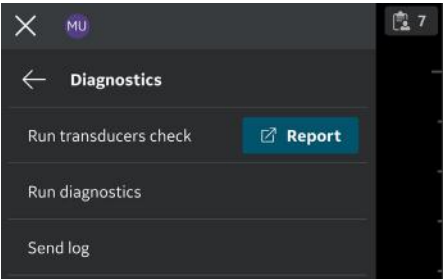 MU
7
Diagnostics
Run transducers check
Report
Run diagnostics
Send log